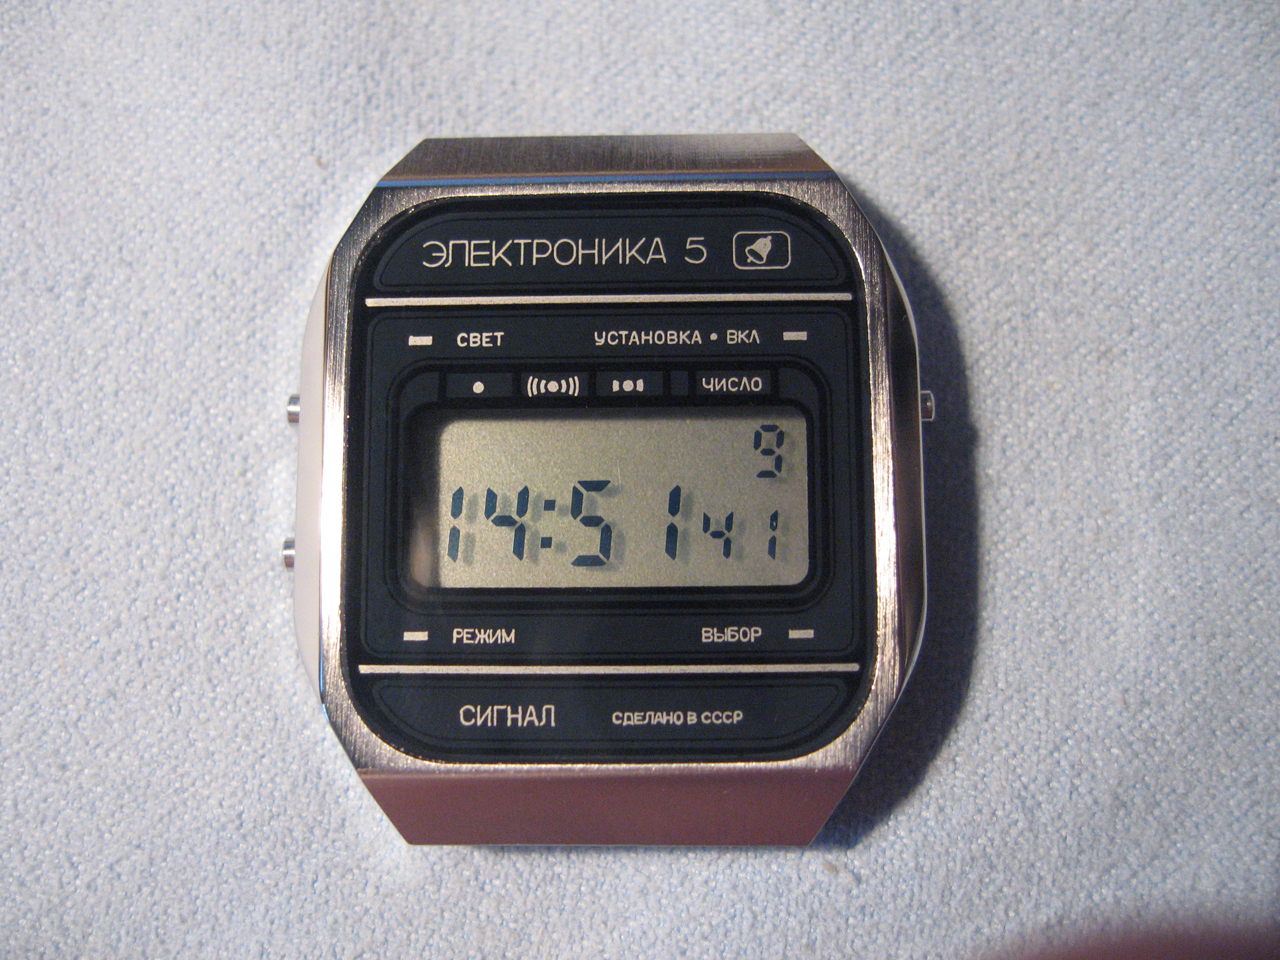 ЭЛЕКТРОНИКА 5
СВЕТ УСТАНОВКА • ВКЛ
ЧИСЛО
9
14:51 41
РЕЖИМ ВЫБОР
СИГНАЛ СДЕЛАНО В СССР